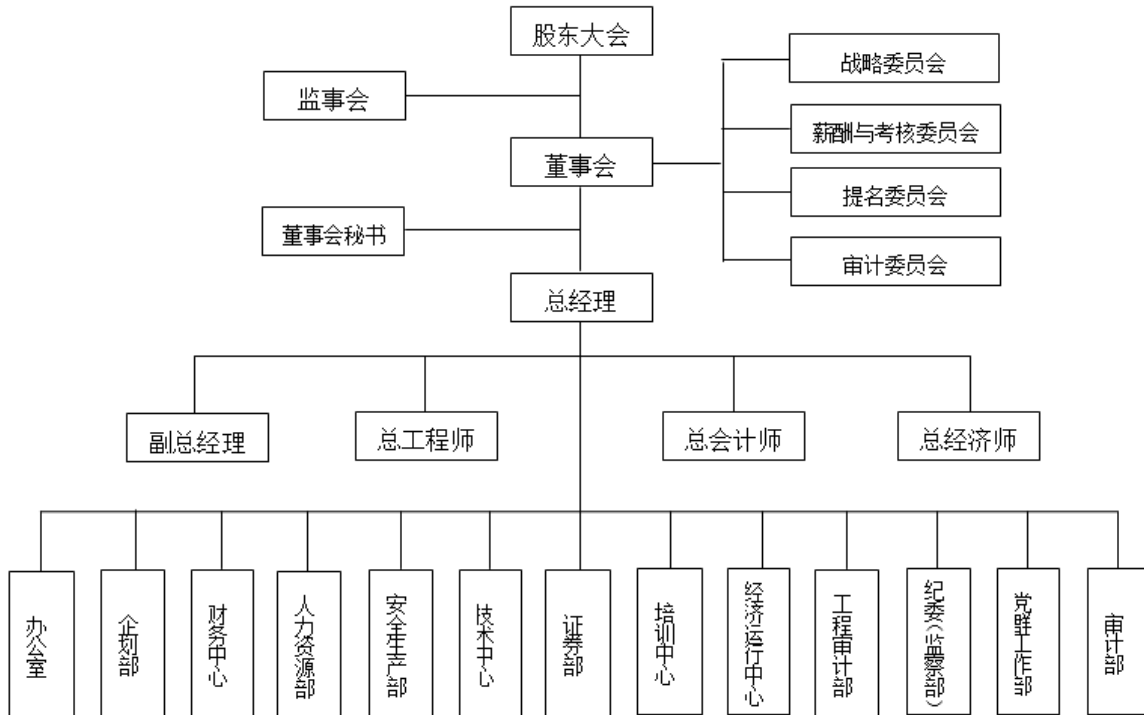 股东大会
战略委员会
监事会
薪酬与考核委员会
董事会
提名委员会
董事会秘书
审计委员会
总经理
副总经理
总工程师
总会计师
总经济师
办公室
企划部
财务中心
人力资源部
安全生产部
技术中心
证券部
培训中心
经济运行中心
工程审计部
纪委（监察部）
党群工作部
审计部